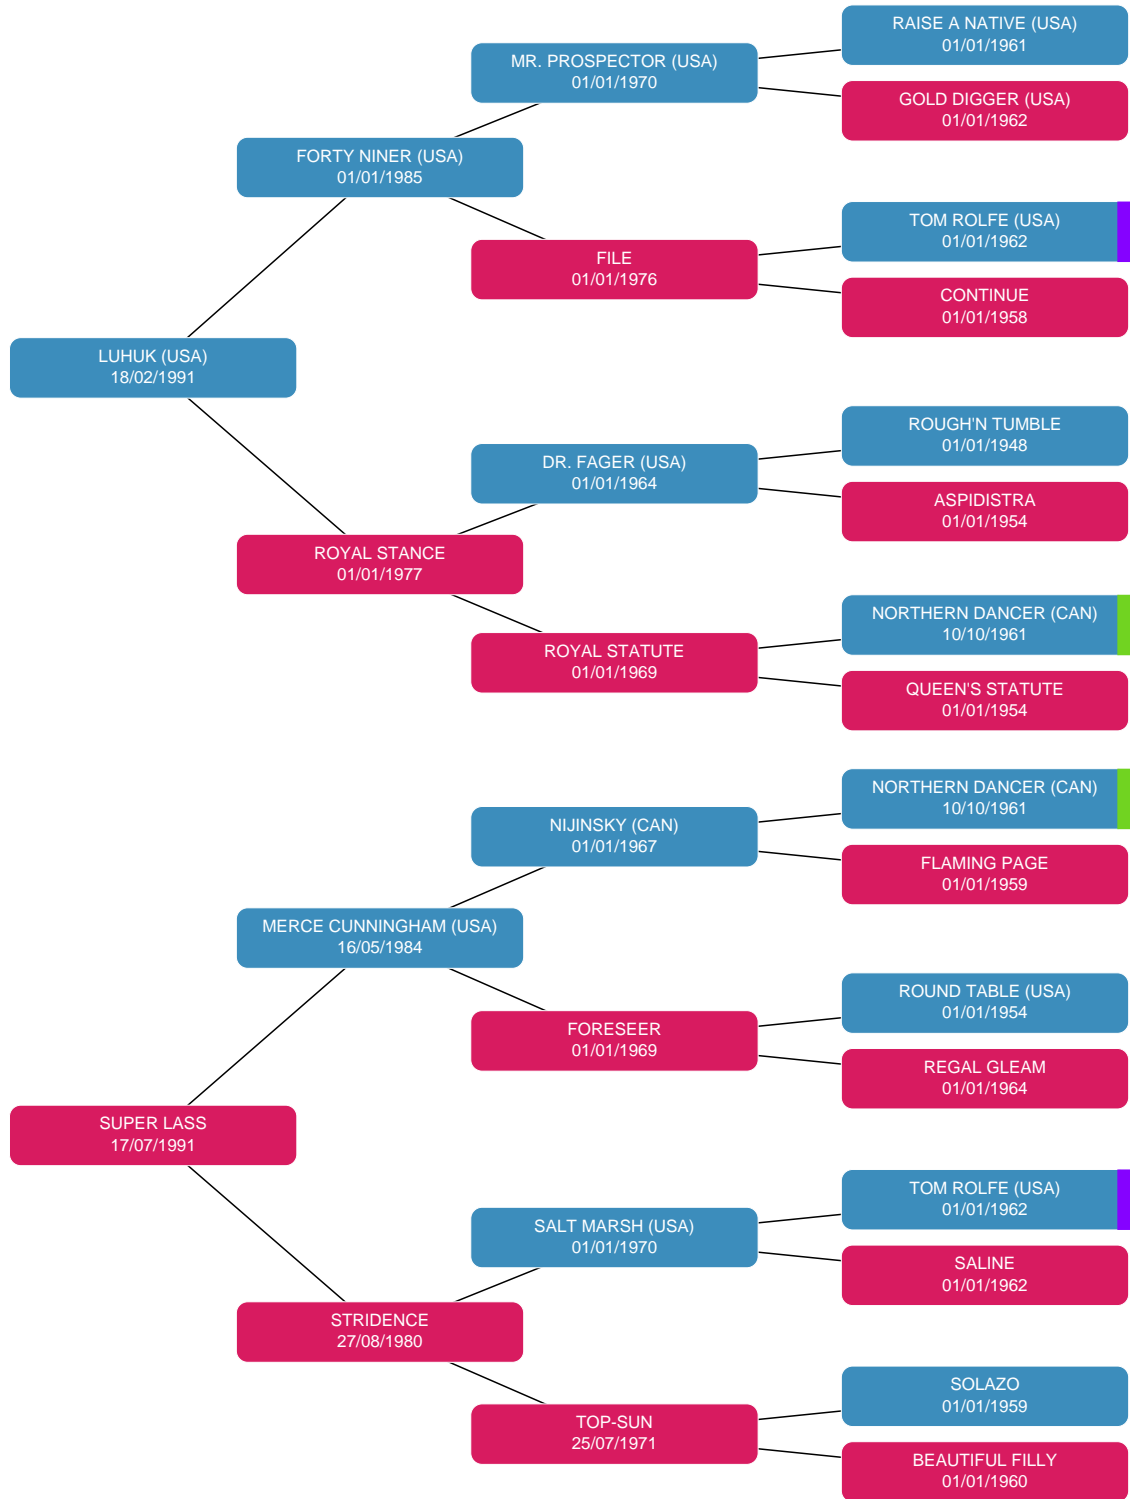 RAISE A NATIVE (USA)
01/01/1961
MR. PROSPECTOR (USA)
01/01/1970
GOLD DIGGER (USA)
01/01/1962
FORTY NINER (USA)
01/01/1985
TOM ROLFE (USA)
01/01/1962
FILE
01/01/1976
CONTINUE
01/01/1958
LUHUK (USA)
18/02/1991
ROUGH'N TUMBLE
01/01/1948
DR. FAGER (USA)
01/01/1964
ASPIDISTRA
01/01/1954
ROYAL STANCE
01/01/1977
NORTHERN DANCER (CAN)
10/10/1961
ROYAL STATUTE
01/01/1969
QUEEN'S STATUTE
01/01/1954
NORTHERN DANCER (CAN)
10/10/1961
NIJINSKY (CAN)
01/01/1967
FLAMING PAGE
01/01/1959
MERCE CUNNINGHAM (USA)
16/05/1984
ROUND TABLE (USA)
01/01/1954
FORESEER
01/01/1969
REGAL GLEAM
01/01/1964
SUPER LASS
17/07/1991
TOM ROLFE (USA)
01/01/1962
SALT MARSH (USA)
01/01/1970
SALINE
01/01/1962
STRIDENCE
27/08/1980
SOLAZO
01/01/1959
TOP-SUN
25/07/1971
BEAUTIFUL FILLY
01/01/1960